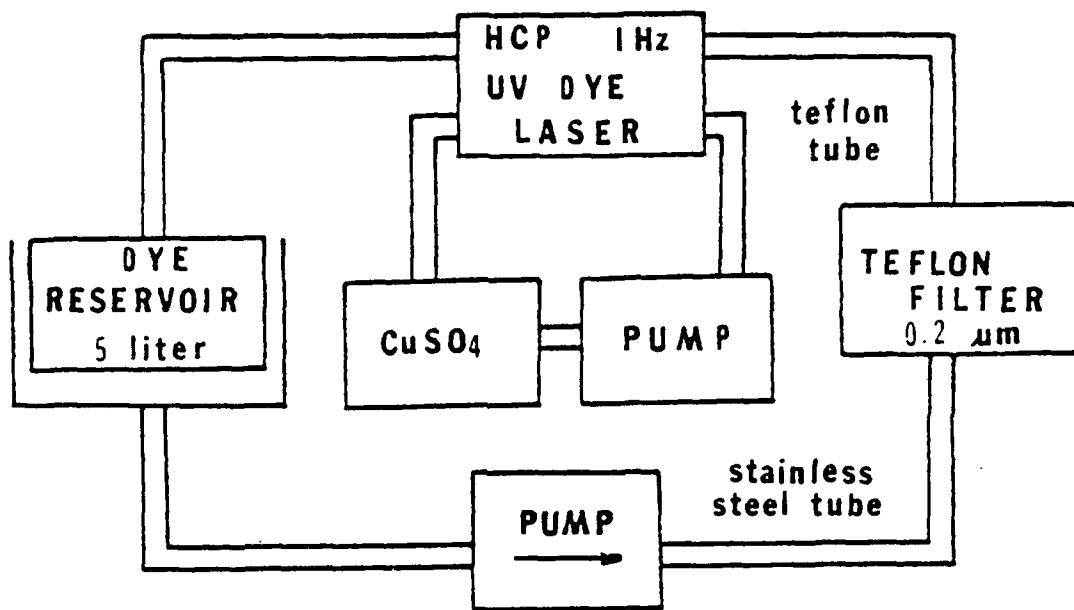 HCP 1Hz
UV DYE
LASER
teflon
tube
DYE
RESERVOIR
5 liter
CuSO4
PUMP
TEFLON
FILTER
0.2 µm
stainless
steel tube
PUMP